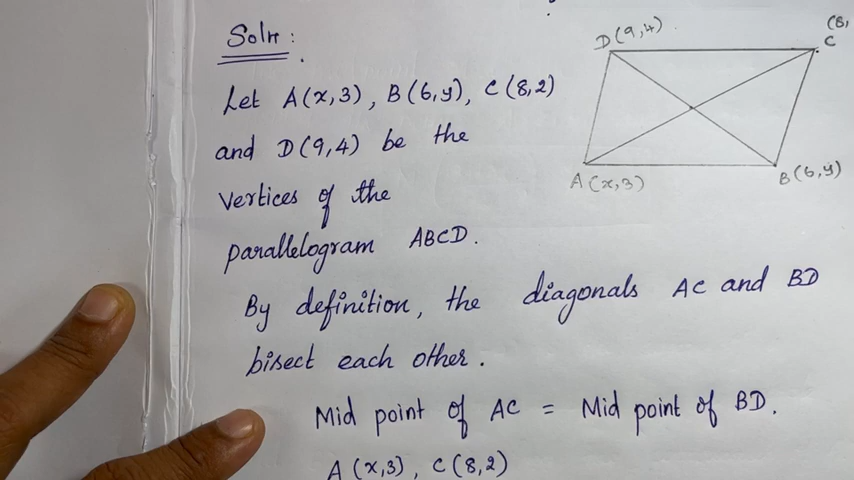 Soln :
Let A(x,3), B(6,y), C(8,2)
and D(9,4) be the
Vertices of the
parallelogram ABCD.
By definition, the diagonals AC and BD
bisect each other.
Mid point of AC = Mid point of BD.
A(x,3), C(8,2)
D(9,4)
(8,
C
A(x,3)
B(6,y)